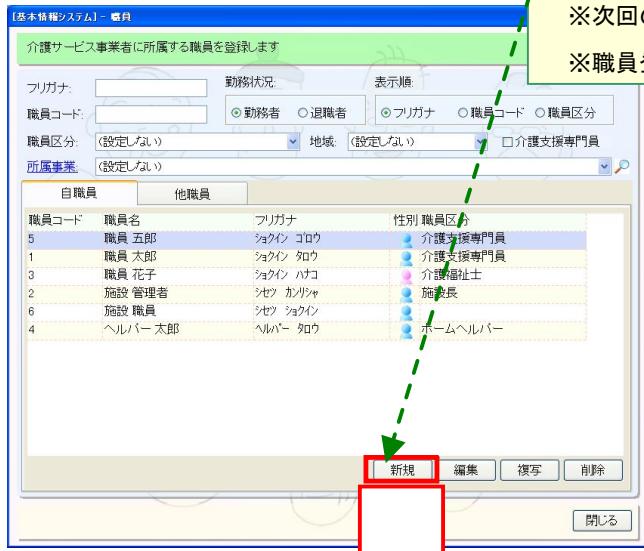 [基本情報システム] - 職員
※次回の
介護サービス事業者に所属する職員を登録します
※職員
フリガナ: 勤務状況: 表示順:
職員コード: 勤務者 退職者 フリガナ 職員コード 職員区分
職員区分: (設定しない) 地域: (設定しない) 介護支援専門員
所属事業: (設定しない)
自職員 他職員
職員コード 職員名 フリガナ 性別 職員区分
5 職員 五郎 ショクイン ゴロウ 介護支援専門員
1 職員 太郎 ショクイン タロウ 介護支援専門員
3 職員 花子 ショクイン ハナコ 介護福祉士
2 施設 管理者 シセツ カンリシャ 施設長
6 施設 職員 シセツ ショクイン
4 ヘルパー 太郎 ヘルパー タロウ ホームヘルパー
新規 編集 複写 削除
閉じる